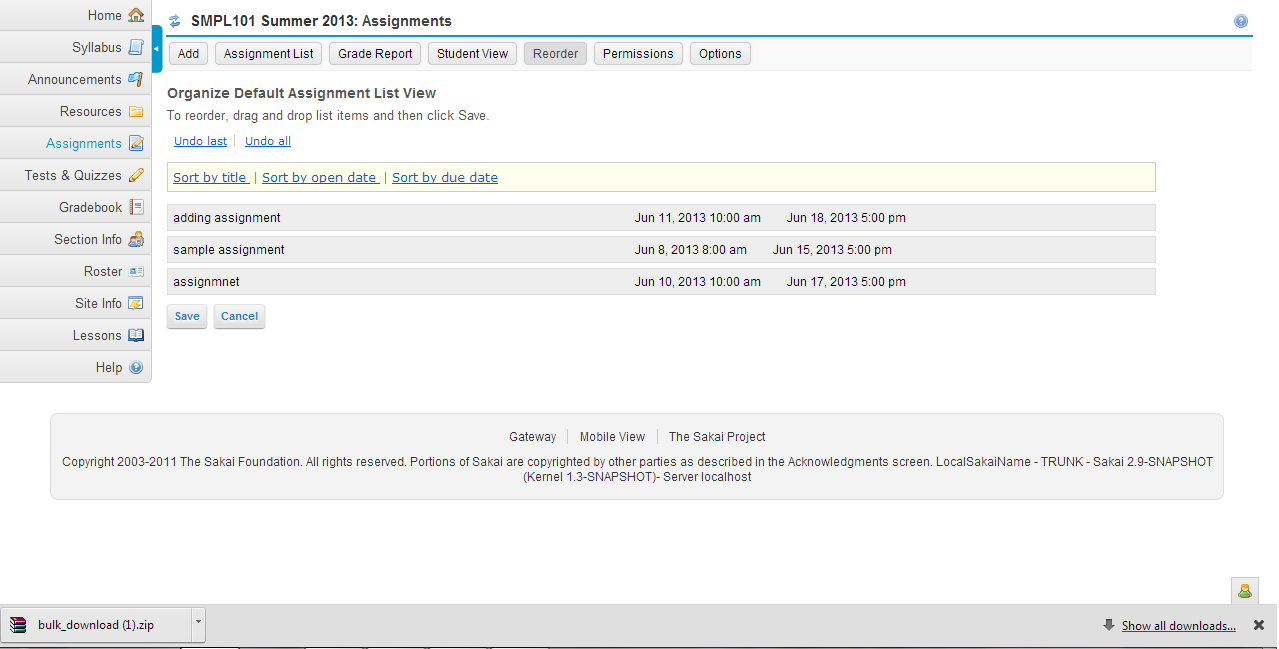 Home
Syllabus
Announcements
Resources
Assignments
Tests & Quizzes
Gradebook
Section Info
Roster
Site Info
Lessons
Help
SMPL101 Summer 2013: Assignments
Add Assignment List Grade Report Student View Reorder Permissions Options
Organize Default Assignment List View
To reorder, drag and drop list items and then click Save.
Undo last | Undo all
Sort by title | Sort by open date | Sort by due date
adding assignment Jun 11, 2013 10:00 am Jun 18, 2013 5:00 pm
sample assignment Jun 8, 2013 8:00 am Jun 15, 2013 5:00 pm
assignmnet Jun 10, 2013 10:00 am Jun 17, 2013 5:00 pm
Save Cancel
Gateway | Mobile View | The Sakai Project
Copyright 2003-2011 The Sakai Foundation. All rights reserved. Portions of Sakai are copyrighted by other parties as described in the Acknowledgments screen. LocalSakaiName - TRUNK - Sakai 2.9-SNAPSHOT
(Kernel 1.3-SNAPSHOT)- Server localhost
bulk_download (1).zip Show all downloads...